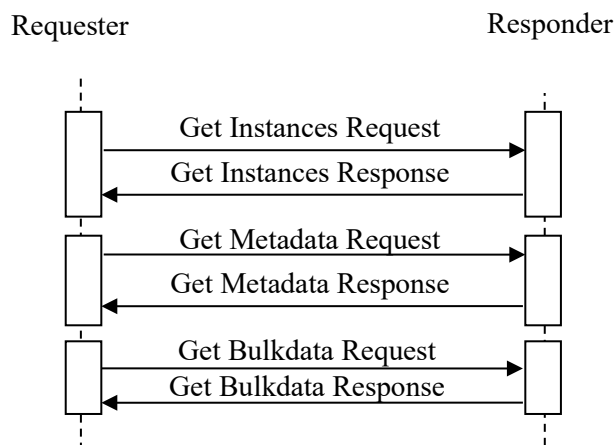 Requester
Responder
Get Instances Request
Get Instances Response
Get Metadata Request
Get Metadata Response
Get Bulkdata Request
Get Bulkdata Response